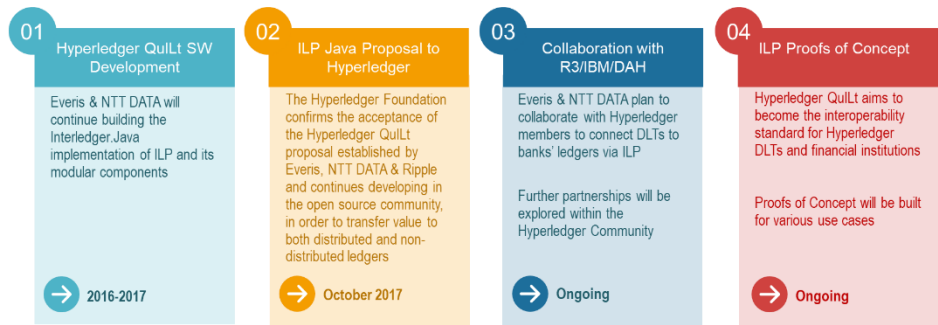 01
Hyperledger QuILt SW
Development
Everis & NTT DATA will
continue building the
Interledger.Java
implementation of ILP and its
modular components
2016-2017
02
ILP Java Proposal to
Hyperledger
The Hyperledger Foundation
confirms the acceptance of
the Hyperledger QuILt
proposal established by
Everis, NTT DATA & Ripple
and continues developing in
the open source community,
in order to transfer value to
both distributed and non-
distributed ledgers
October 2017
03
Collaboration with
R3/IBM/DAH
Everis & NTT DATA plan to
collaborate with Hyperledger
members to connect DLTs to
banks' ledgers via ILP
Further partnerships will be
explored within the
Hyperledger Community
Ongoing
04
ILP Proofs of Concept
Hyperledger QuILt aims to
become the interoperability
standard for Hyperledger
DLTs and financial institutions
Proofs of Concept will be built
for various use cases
Ongoing